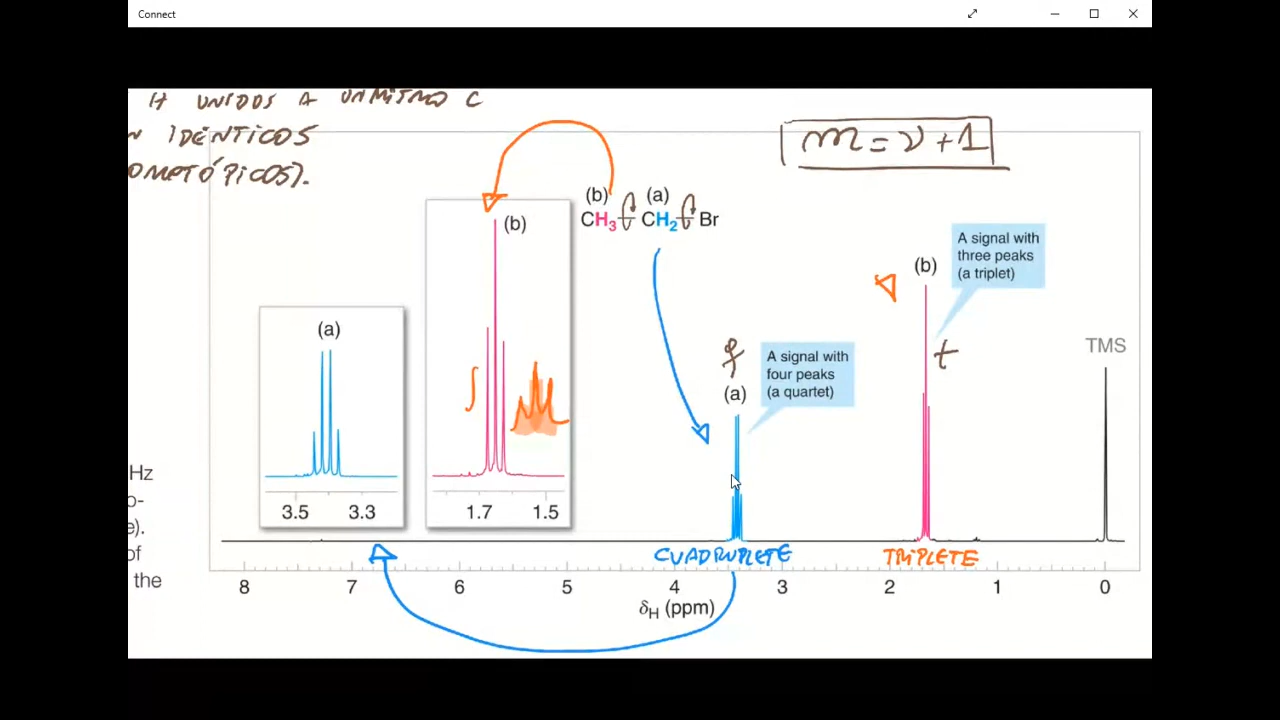 Connect
H UNIDOS A UN MISMO C
N IDÉNTICOS
OMOTÓPICOS).
m = ν + 1
(b) (a)
CH3 CH2 Br
(b)
A signal with
three peaks
(a triplet)
(b)
(a)
TMS
q
t
A signal with
four peaks
(a quartet)
(a)
Hz
o-
e).
of
the
3.5 3.3
1.7 1.5
CUADRUPLETE
TRIPLETE
8 7 6 5 4 3 2 1 0
δH (ppm)